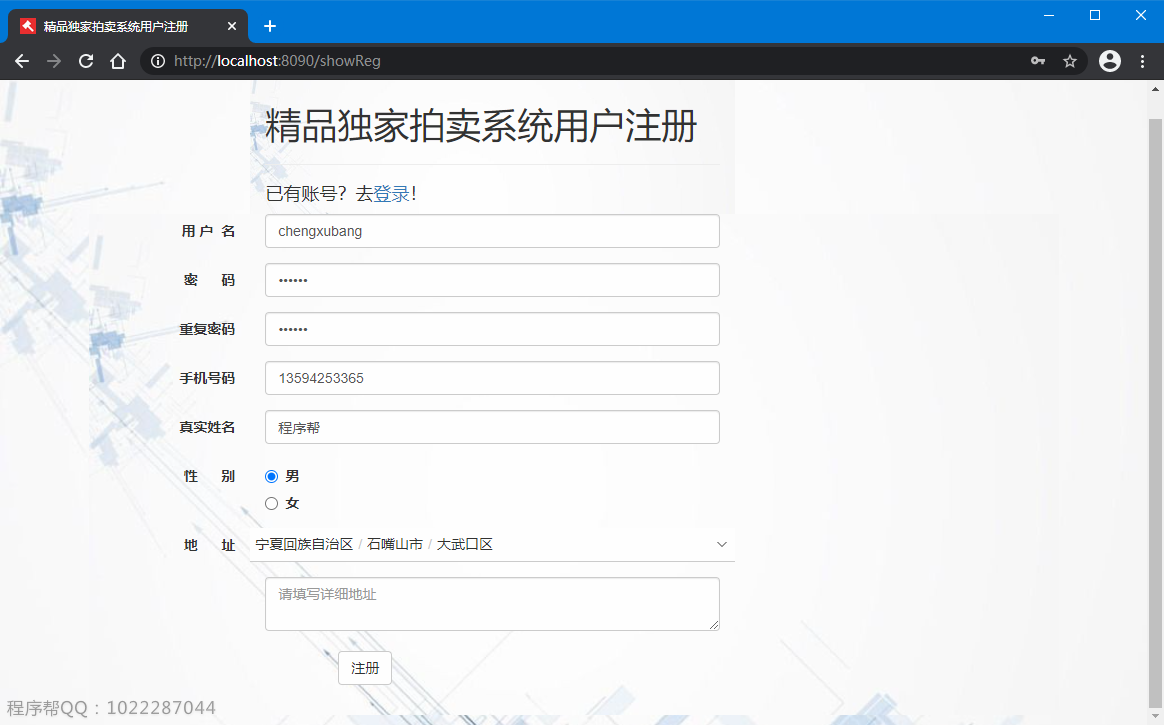 精品独家拍卖系统用户注册
http://localhost:8090/showReg
精品独家拍卖系统用户注册
已有账号？去登录！
用 户 名 chengxubang
密 码 ••••••
重复密码 ••••••
手机号码 13594253365
真实姓名 程序帮
性 别 男
女
地 址 宁夏回族自治区 / 石嘴山市 / 大武口区
请填写详细地址
注册
程序帮QQ：1022287044